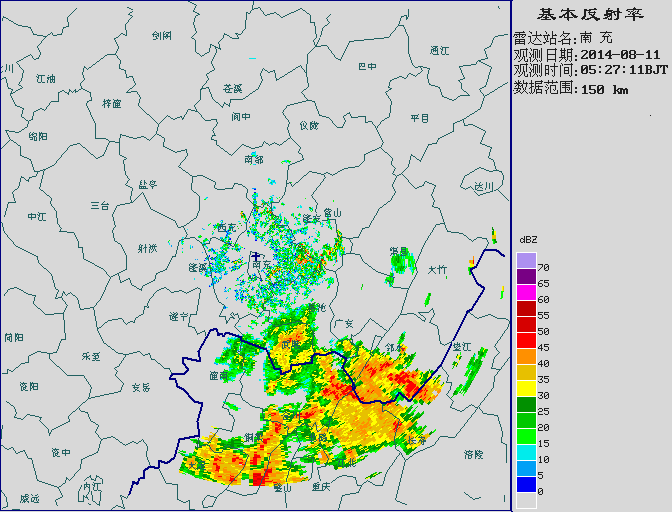 基本反射率
雷达站名:南 充
观测日期:2014-08-11
观测时间:05:27:11BJT
数据范围:150 km
剑阁
通江
川
江油
巴中
苍溪
梓潼
阆中
仪陇
平昌
绵阳
南部
盐亭
达川
三台
中江
营山
蓬安
西充
射洪
渠县
南充
蓬溪
大竹
遂宁
广安
简阳
乐至
邻水
垫江
潼南
资阳
安岳
铜梁
长寿
资中
涪陵
大足
内江
璧山
重庆
威远
dBZ
70
65
60
55
50
45
40
35
30
25
20
15
10
5
0